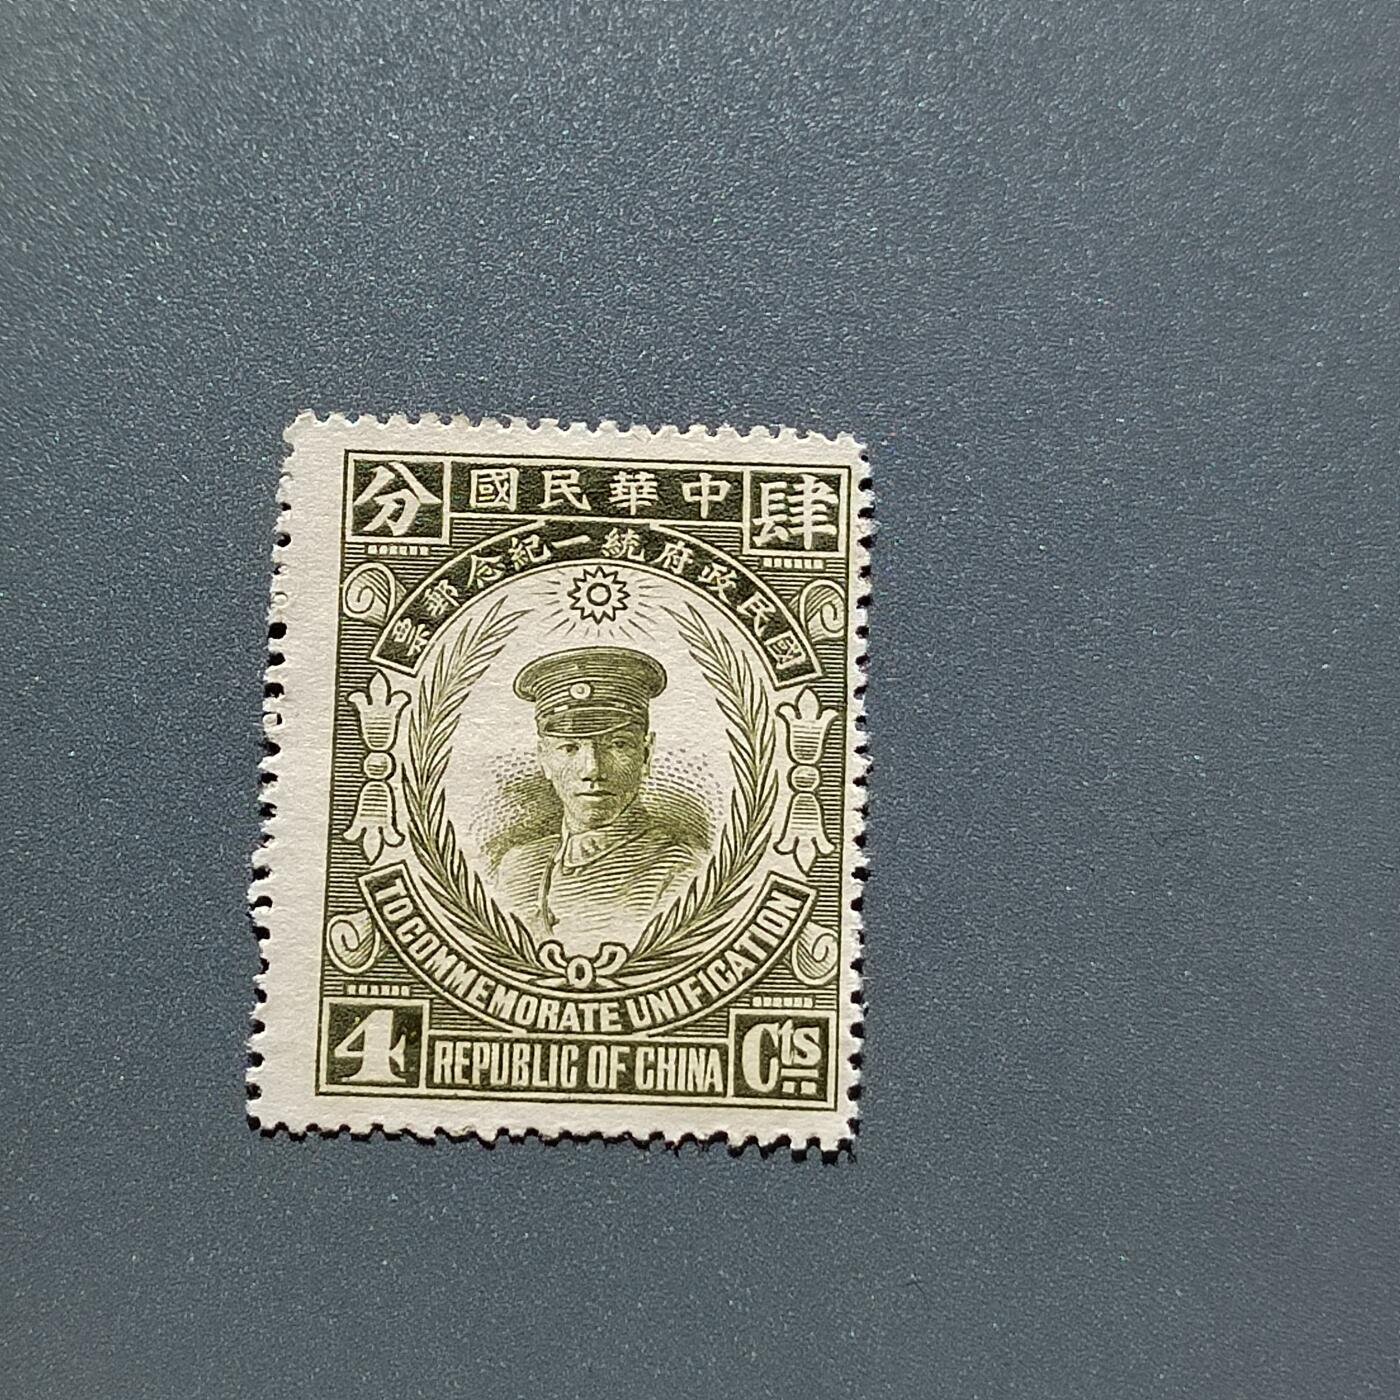 中華民國
肆
分
國民政府統一紀念郵票
TO COMMEMORATE UNIFICATION
4
REPUBLIC OF CHINA
Cts